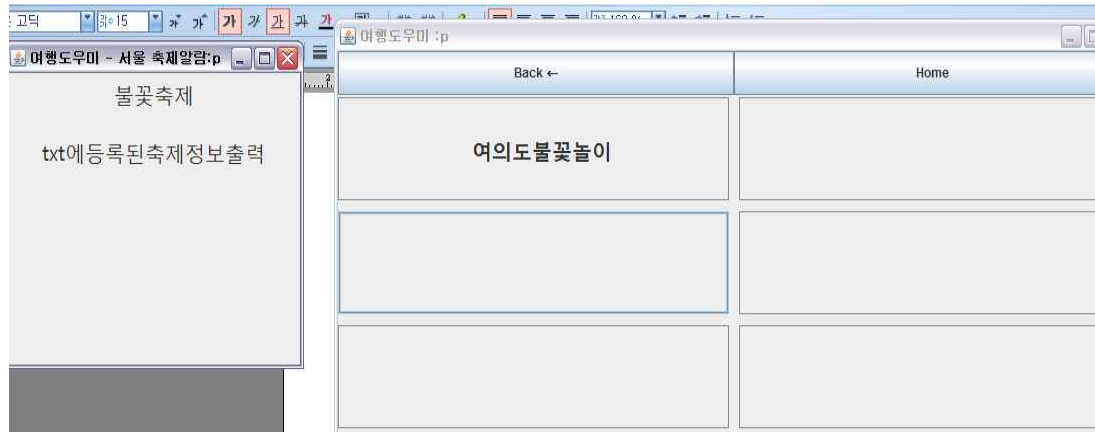 고딕
15
가 가 가 가 가
여행도우미 - 서울 축제알람:p
불꽃축제
txt에등록된축제정보출력
여행도우미 :p
Back ←
Home
여의도불꽃놀이